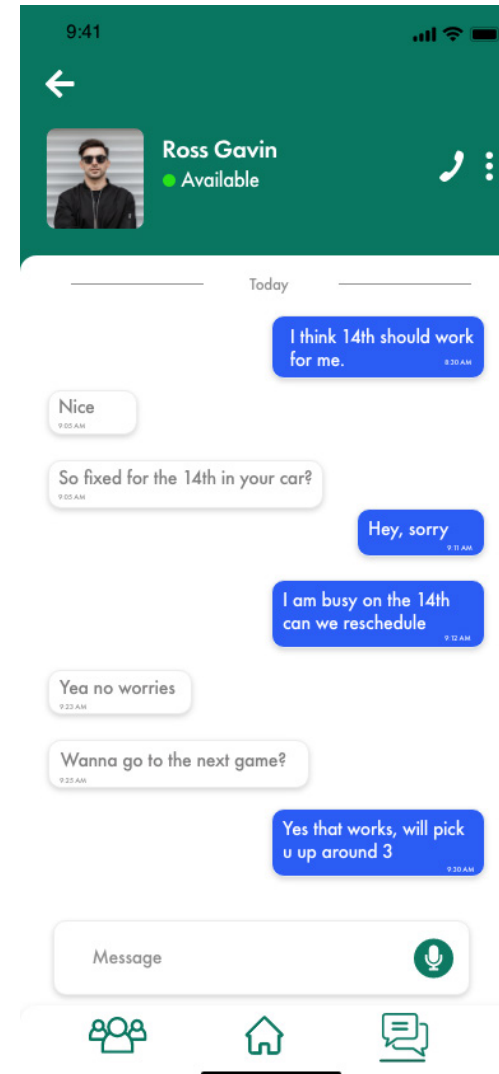 9:41
Ross Gavin
Available
Today
I think 14th should work
for me.
8:20 AM
Nice
9:05 AM
So fixed for the 14th in your car?
9:05 AM
Hey, sorry
9:11 AM
I am busy on the 14th
can we reschedule
9:12 AM
Yea no worries
9:23 AM
Wanna go to the next game?
9:25 AM
Yes that works, will pick
u up around 3
9:30 AM
Message